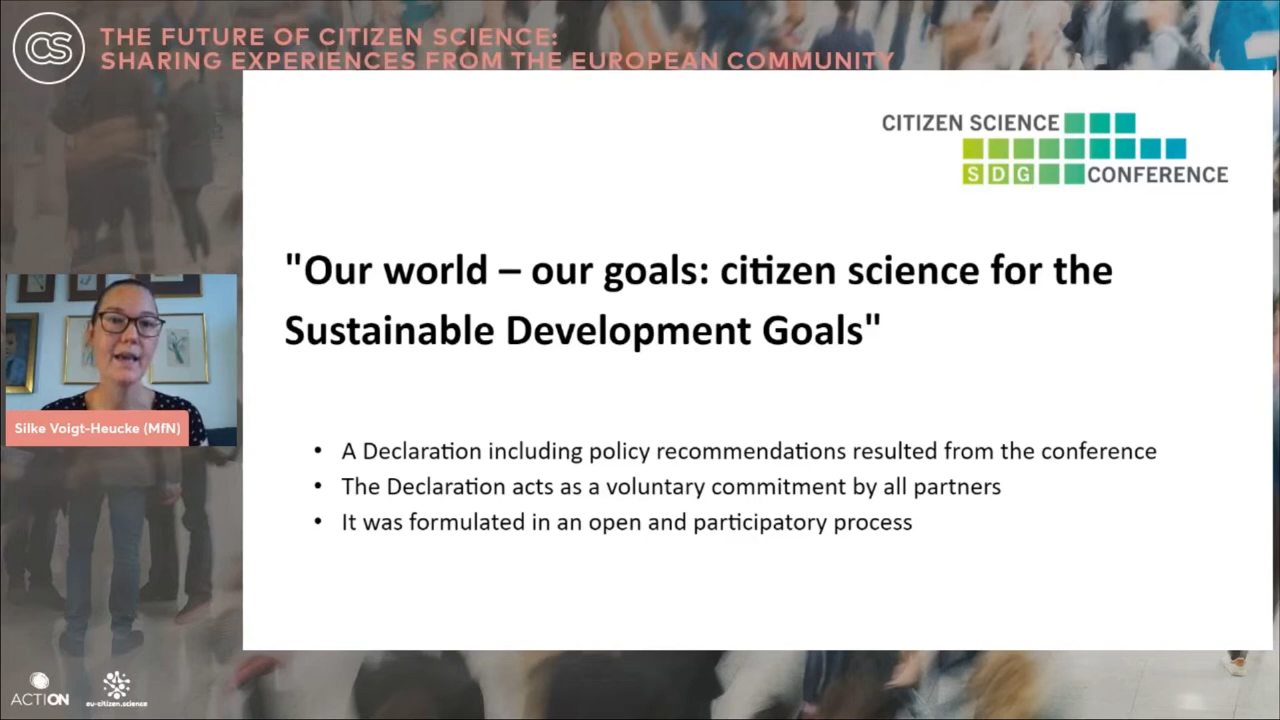 CS
THE FUTURE OF CITIZEN SCIENCE:
SHARING EXPERIENCES FROM THE EUROPEAN COMMUNITY
CITIZEN SCIENCE
SDG CONFERENCE
"Our world – our goals: citizen science for the
Sustainable Development Goals"
Silke Voigt-Heucke (MfN)
• A Declaration including policy recommendations resulted from the conference
• The Declaration acts as a voluntary commitment by all partners
• It was formulated in an open and participatory process
ACTION
eu-citizen.science